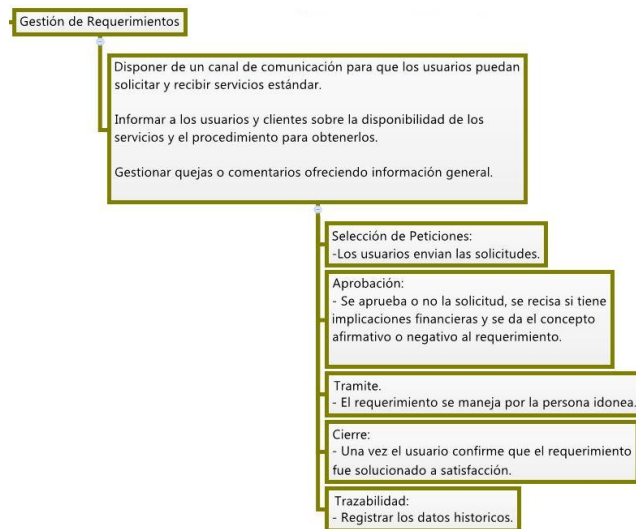 Gestión de Requerimientos
Disponer de un canal de comunicación para que los usuarios puedan
solicitar y recibir servicios estándar.
Informar a los usuarios y clientes sobre la disponibilidad de los
servicios y el procedimiento para obtenerlos.
Gestionar quejas o comentarios ofreciendo información general.
Selección de Peticiones:
-Los usuarios envian las solicitudes.
Aprobación:
- Se aprueba o no la solicitud, se recisa si tiene
implicaciones financieras y se da el concepto
afirmativo o negativo al requerimiento.
Tramite.
- El requerimiento se maneja por la persona idonea.
Cierre:
- Una vez el usuario confirme que el requerimiento
fue solucionado a satisfacción.
Trazabilidad:
- Registrar los datos historicos.